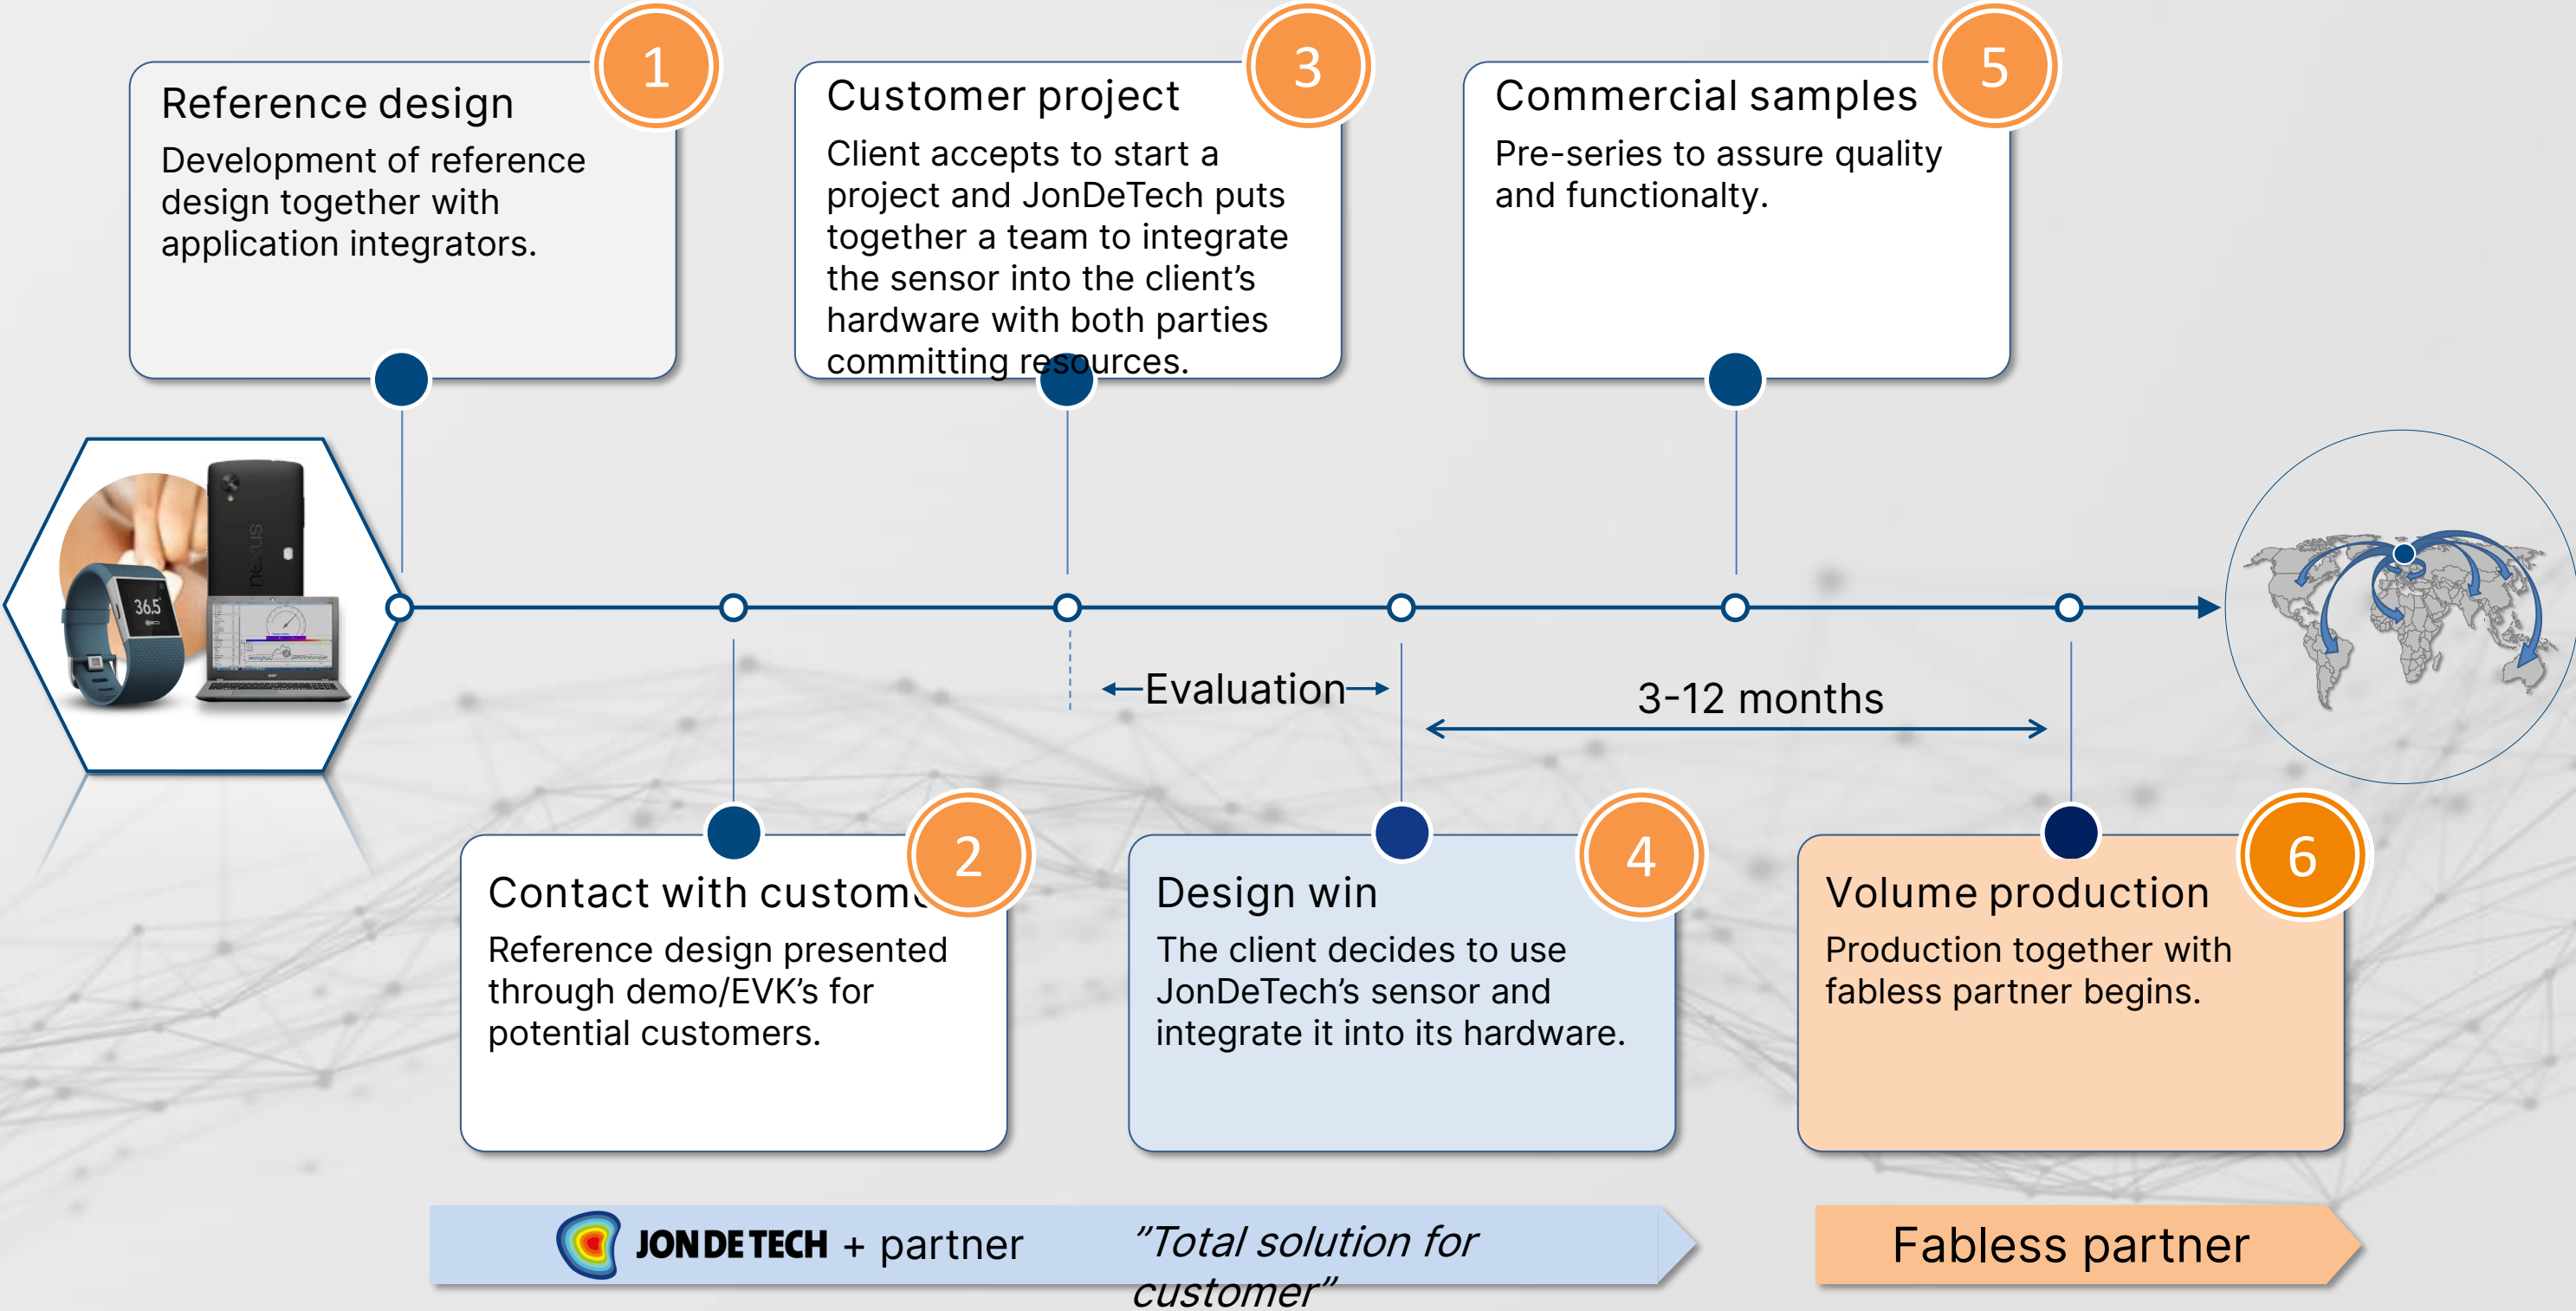 1
Reference design
Development of reference
design together with
application integrators.
3
Customer project
Client accepts to start a
project and JonDeTech puts
together a team to integrate
the sensor into the client’s
hardware with both parties
committing resources.
5
Commercial samples
Pre-series to assure quality
and functionalty.
nexus
36.5
Evaluation
3-12 months
2
Contact with custome
Reference design presented
through demo/EVK’s for
potential customers.
4
Design win
The client decides to use
JonDeTech’s sensor and
integrate it into its hardware.
6
Volume production
Production together with
fabless partner begins.
JON DE TECH + partner
”Total solution for
customer”
Fabless partner